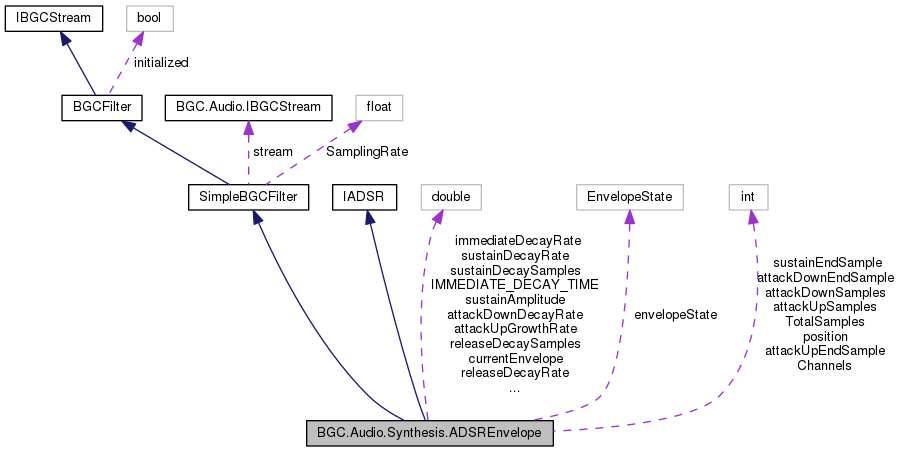 IBGCStream
bool
initialized
BGCFilter
BGC.Audio.IBGCStream
float
stream
SamplingRate
SimpleBGCFilter
IADSR
double
EnvelopeState
int
immediateDecayRate
sustainDecayRate
sustainDecaySamples
IMMEDIATE_DECAY_TIME
sustainAmplitude
attackDownDecayRate
attackUpGrowthRate
releaseDecaySamples
currentEnvelope
releaseDecayRate
...
envelopeState
sustainEndSample
attackDownEndSample
attackDownSamples
attackUpSamples
TotalSamples
position
attackUpEndSample
Channels
BGC.Audio.Synthesis.ADSREnvelope